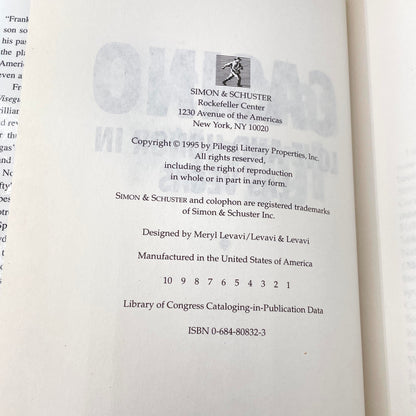 SIMON & SCHUSTER
Rockefeller Center
1230 Avenue of the Americas
New York, NY 10020
Copyright © 1995 by Pileggi Literary Properties, Inc.
All rights reserved,
including the right of reproduction
in whole or in part in any form.
SIMON & SCHUSTER and colophon are registered trademarks
of Simon & Schuster Inc.
Designed by Meryl Levavi/Levavi & Levavi
Manufactured in the United States of America
10 9 8 7 6 5 4 3 2 1
Library of Congress Cataloging-in-Publication Data
ISBN 0-684-80832-3